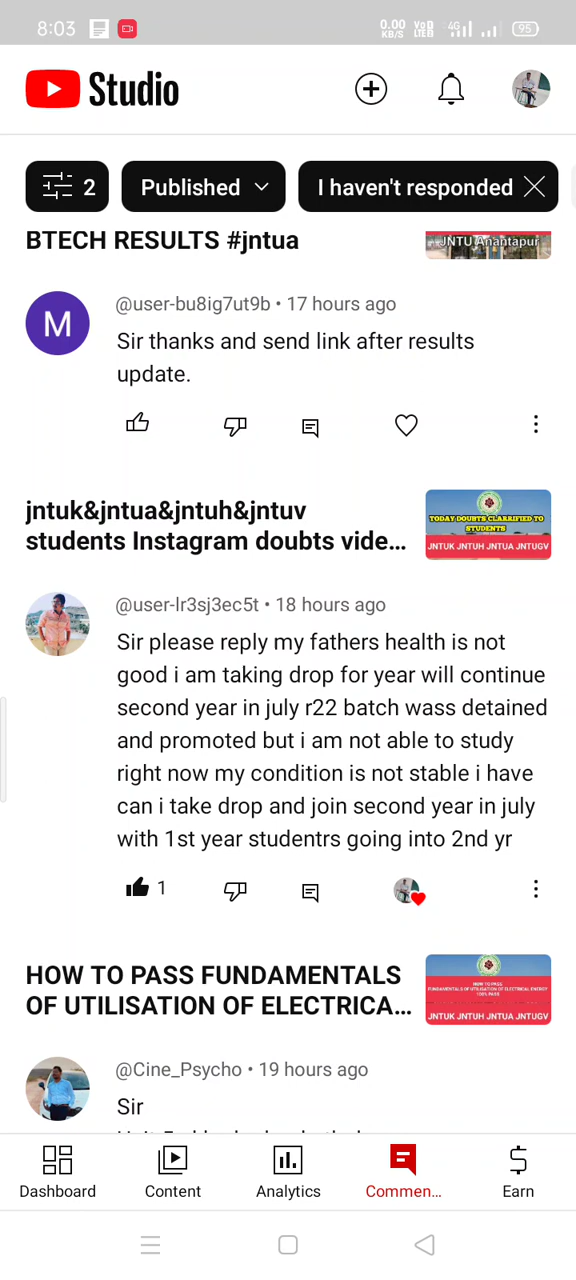 8:03
0.00
KB/S
VoD
LTE
4G
95
Studio
2
Published
I haven't responded
BTECH RESULTS #jntua
JNTU Anantapur
M
@user-bu8ig7ut9b • 17 hours ago
Sir thanks and send link after results
update.
jntuk&jntua&jntuh&jntuv
students Instagram doubts vide...
TODAY DOUBTS CLARRIFIED TO
STUDENTS
JNTUK JNTUH JNTUA JNTUGV
@user-lr3sj3ec5t • 18 hours ago
Sir please reply my fathers health is not
good i am taking drop for year will continue
second year in july r22 batch wass detained
and promoted but i am not able to study
right now my condition is not stable i have
can i take drop and join second year in july
with 1st year studentrs going into 2nd yr
1
HOW TO PASS FUNDAMENTALS
OF UTILISATION OF ELECTRICA...
HOW TO PASS
FUNDAMENTALS OF UTILISATION OF ELECTRICAL ENERGY
100% PASS
JNTUK JNTUH JNTUA JNTUGV
@Cine_Psycho • 19 hours ago
Sir
Dashboard
Content
Analytics
Commen...
Earn